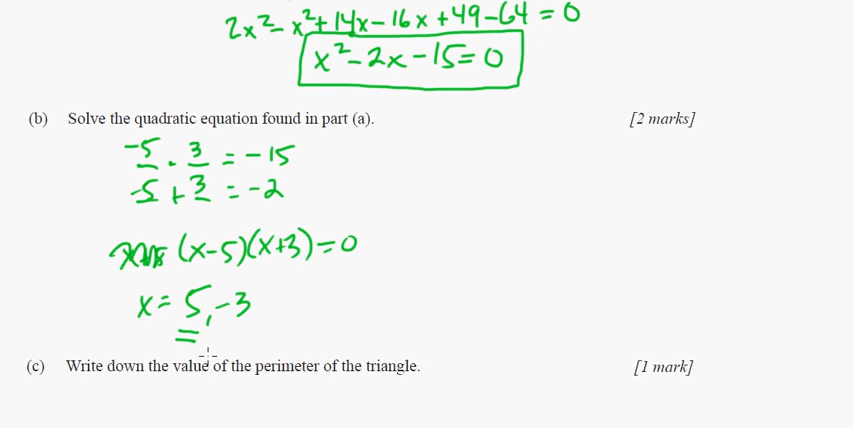 2x²-x²+14x-16x+49-64=0
x²-2x-15=0
(b) Solve the quadratic equation found in part (a). [2 marks]
-5 · 3 = -15
-5 + 3 = -2
(x-5)(x+3)=0
x= 5, -3
(c) Write down the value of the perimeter of the triangle. [1 mark]